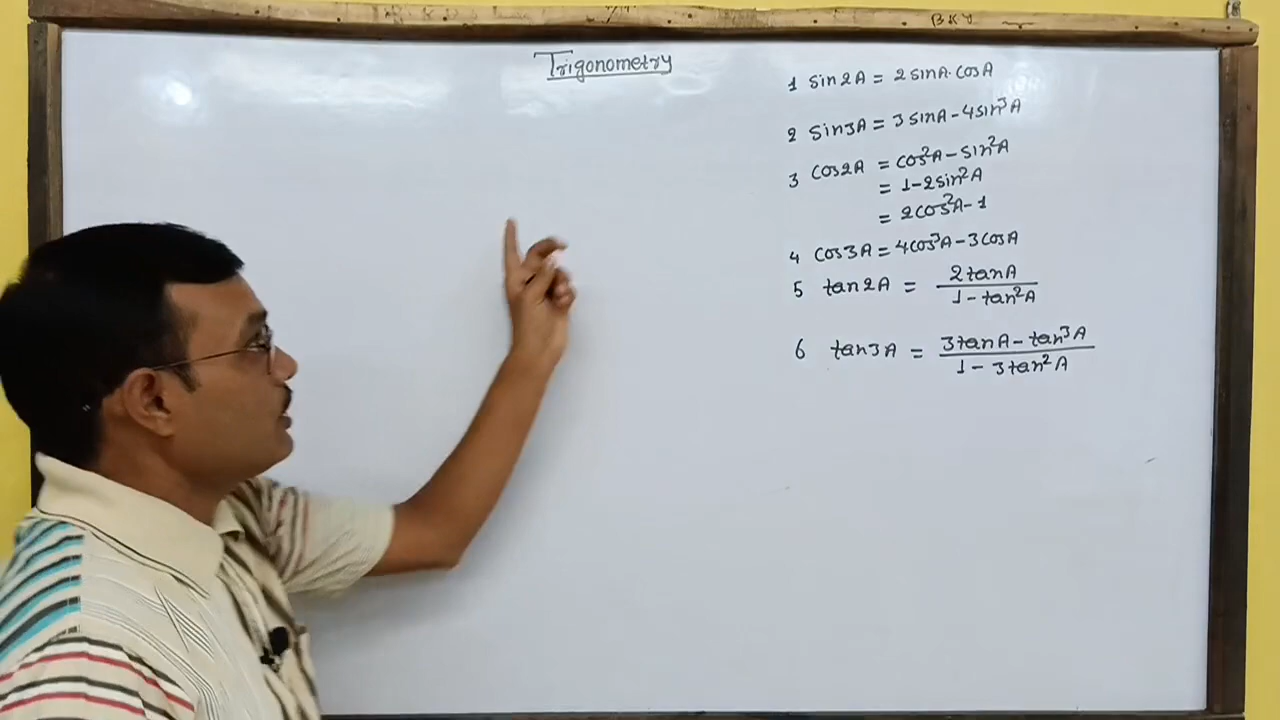 BKY
Trigonometry
1 sin2A = 2sinA·cosA
2 sin3A = 3sinA-4sin³A
3 cos2A = cos²A-sin²A
= 1-2sin²A
= 2cos²A-1
4 cos3A = 4cos³A-3cosA
5 tan2A = 2tanA / 1-tan²A
6 tan3A = 3tanA-tan³A / 1-3tan²A